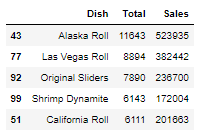 Dish Total Sales
43 Alaska Roll 11643 523935
77 Las Vegas Roll 8894 382442
92 Original Sliders 7890 236700
99 Shrimp Dynamite 6143 172004
51 California Roll 6111 201663